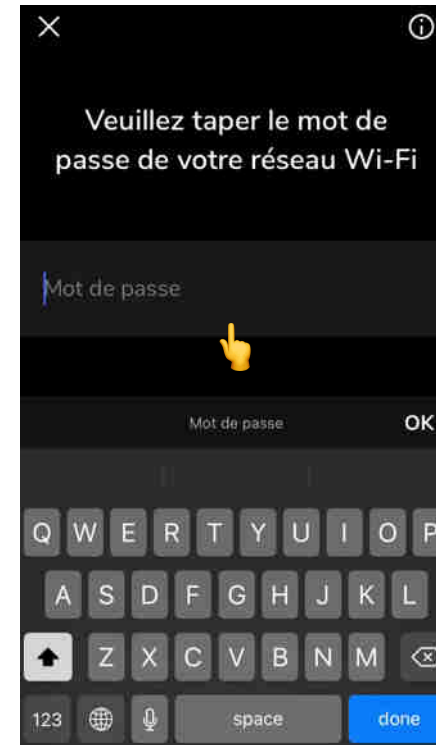 Veuillez taper le mot de
passe de votre réseau Wi-Fi
Mot de passe
Mot de passe OK
Q W E R T Y U I O P
A S D F G H J K L
Z X C V B N M
123 space done